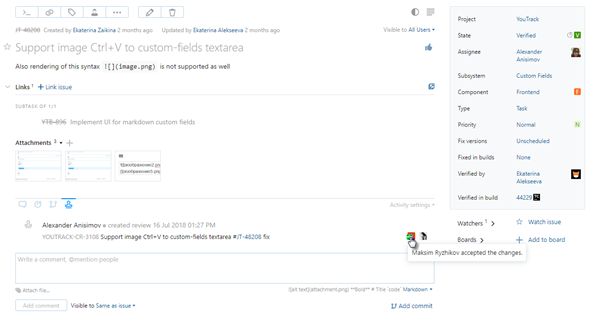 JT-48208 Created by Ekaterina Zaikina 2 months ago Updated by Ekaterina Alekseeva 2 months ago Visible to All Users
Support image Ctrl+V to custom-fields textarea
Also rendering of this syntax ![](image.png) is not supported as well
Links 1 + Link issue
SUBTASK OF 1/1
YTB-896 Implement UI for markdown custom fields
Attachments 3
Activity settings
Alexander Anisimov created review 16 Jul 2018 01:27 PM
YOUTRACK-CR-3108 Support image Ctrl+V to custom-fields textarea #JT-48208 fix
Maksim Ryzhikov accepted the changes.
Write a comment, @mention people
Attach file...
![alt text](attachment.png) **Bold** # Title `code` Markdown
Add comment Visible to Same as issue
Add commit
Project YouTrack
State Verified V
Assignee Alexander Anisimov
Subsystem Custom Fields
Component Frontend F
Type Task
Priority Normal N
Fix versions Unscheduled
Fixed in builds None
Verified by Ekaterina Alekseeva
Verified in build 44229
Watchers 1 Watch issue
Boards + Add to board